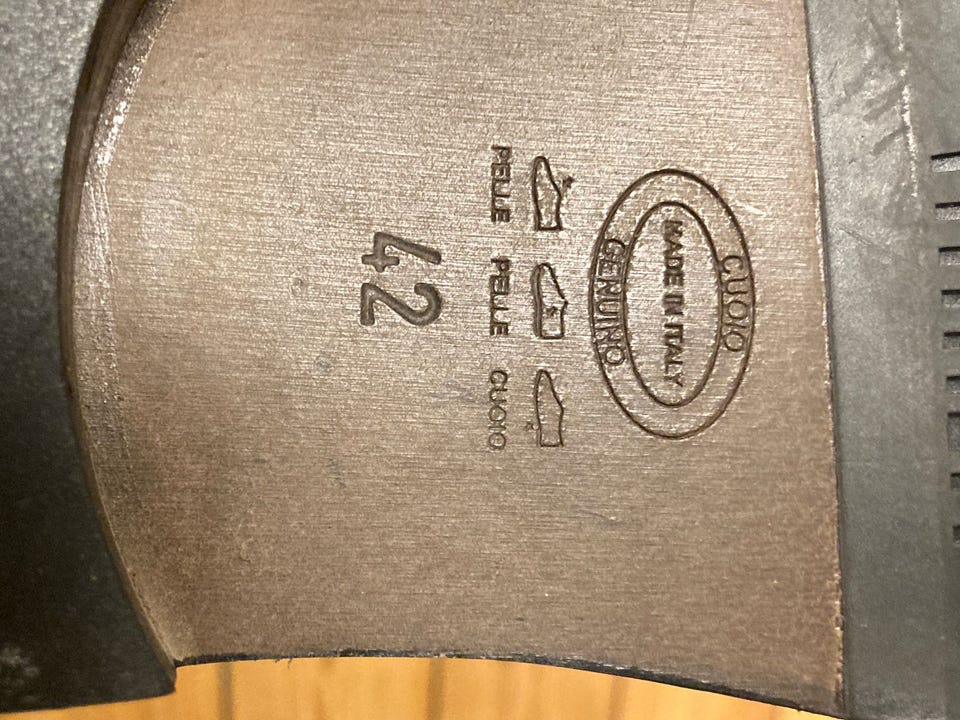 CUOIO
MADE IN ITALY
GENUINO
PELLE PELLE CUOIO
42